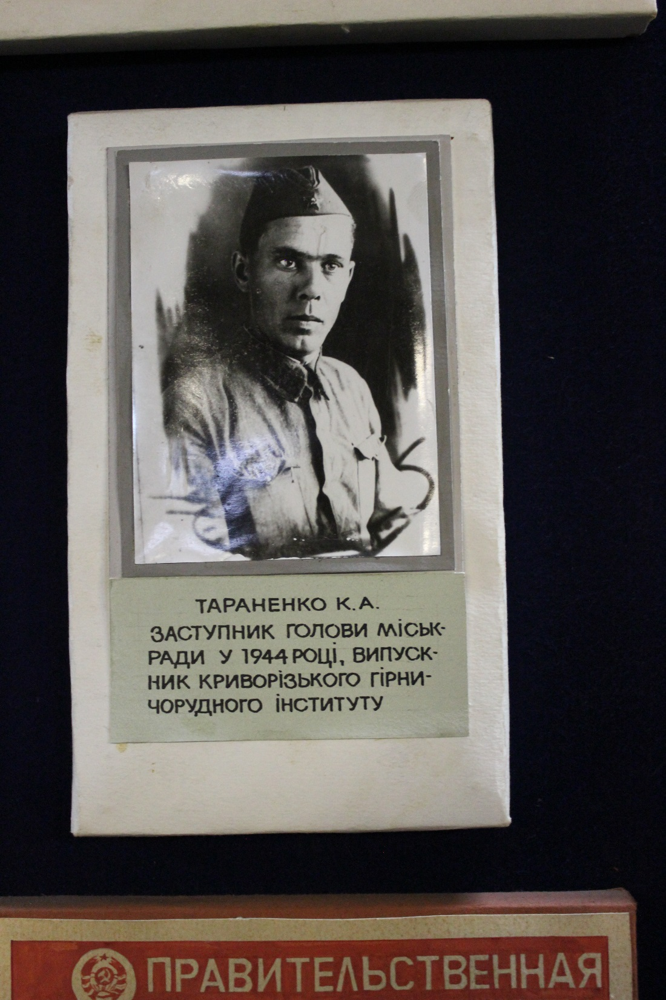 ТАРАНЕНКО К.А.
ЗАСТУПНИК ГОЛОВИ МІСЬК-
РАДИ У 1944 РОЦІ, ВИПУСК-
НИК КРИВОРІЗЬКОГО ГІРНИ-
ЧОРУДНОГО ІНСТИТУТУ
ПРАВИТЕЛЬСТВЕННАЯ